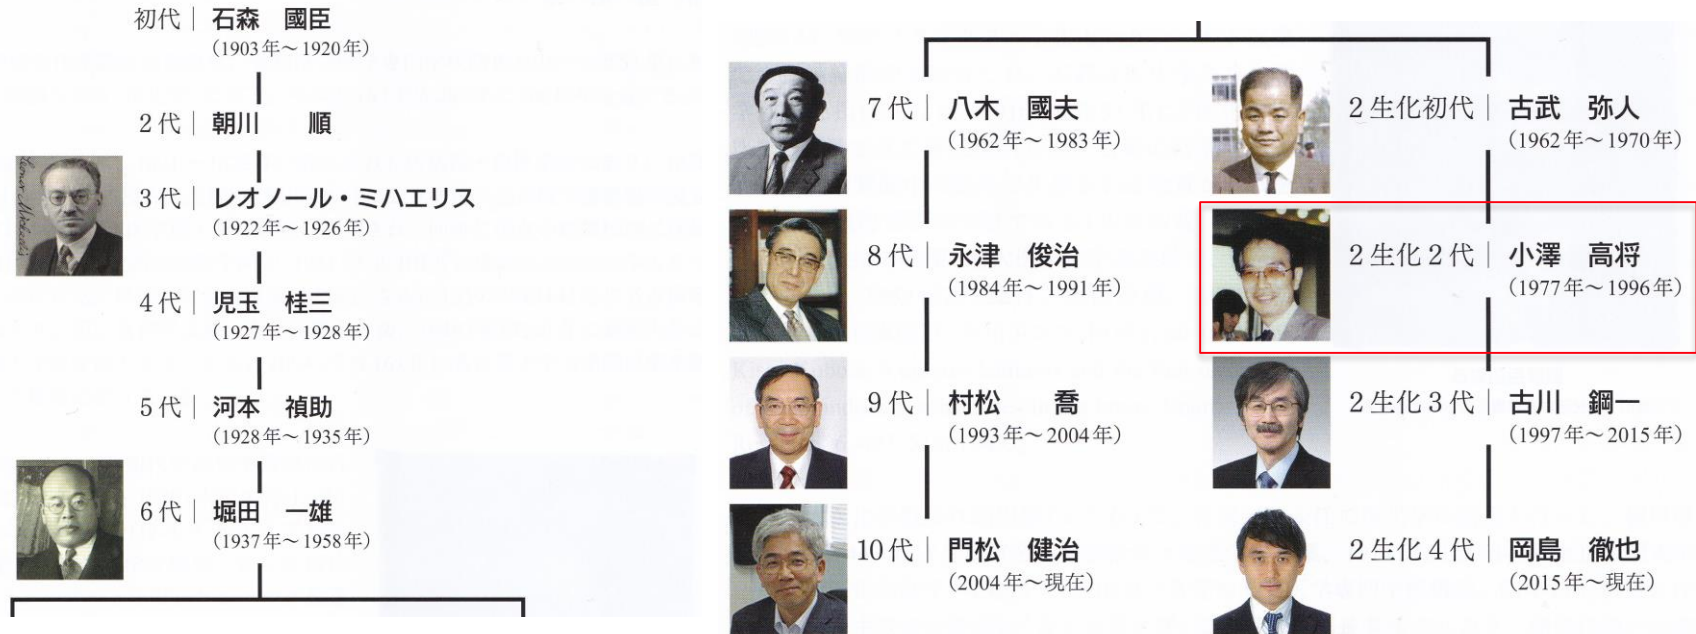 初代 石森 國臣
(1903年～1920年)
2代 朝川 順
3代 レオノール・ミハエリス
(1922年～1926年)
4代 児玉 桂三
(1927年～1928年)
5代 河本 禎助
(1928年～1935年)
6代 堀田 一雄
(1937年～1958年)
7代 八木 國夫
(1962年～1983年)
8代 永津 俊治
(1984年～1991年)
9代 村松 喬
(1993年～2004年)
10代 門松 健治
(2004年～現在)
2生化初代 古武 弥人
(1962年～1970年)
2生化2代 小澤 高将
(1977年～1996年)
2生化3代 古川 鋼一
(1997年～2015年)
2生化4代 岡島 徹也
(2015年～現在)